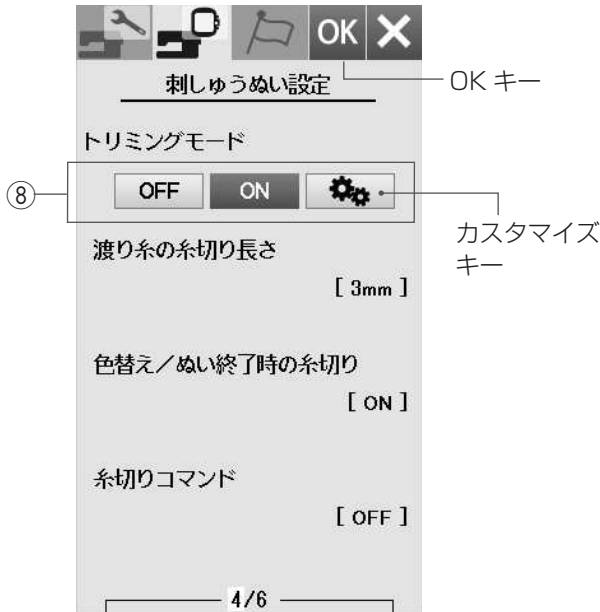 OK
刺しゅうぬい設定
OK キー
トリミングモード
⑧
OFF ON
カスタマイズ
キー
渡り糸の糸切り長さ
[ 3mm ]
色替え／ぬい終了時の糸切り
[ ON ]
糸切りコマンド
[ OFF ]
4/6